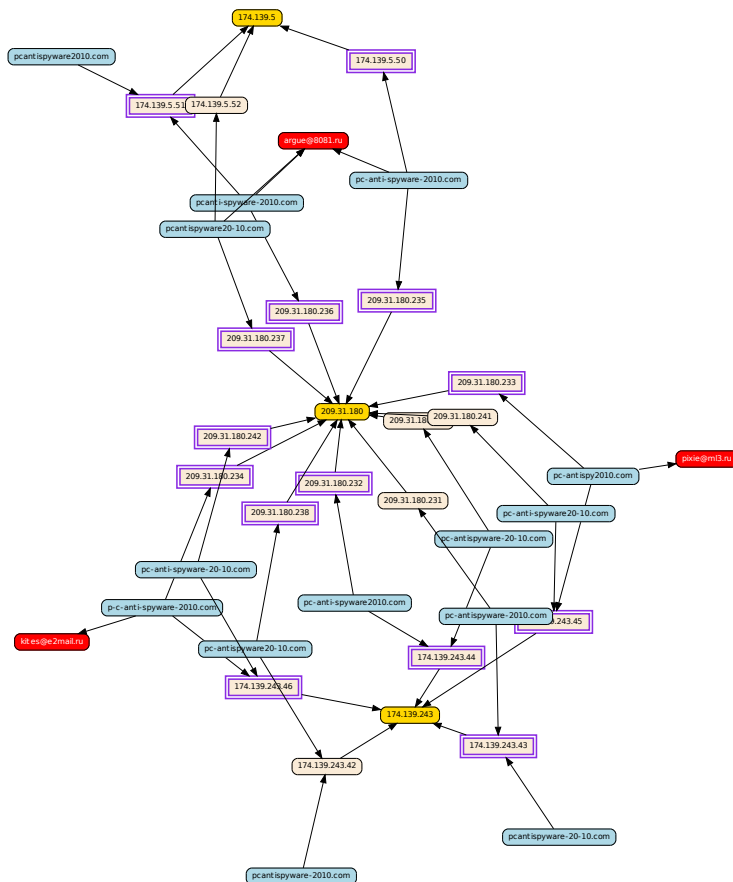 174.139.5
pcantispyware2010.com
174.139.5.50
174.139.5.51
174.139.5.52
argue@8081.ru
pc-anti-spyware-2010.com
pc-anti-spyware-2010.com
pcantispyware20-10.com
209.31.180.235
209.31.180.236
209.31.180.237
209.31.180.233
209.31.180
209.31.180.241
209.31.180.242
pixie@ml3.ru
209.31.180.234
pc-antispy2010.com
209.31.180.232
209.31.180.231
209.31.180.238
pc-anti-spyware20-10.com
pc-antispyware-20-10.com
pc-anti-spyware-20-10.com
p-c-anti-spyware-2010.com
pc-anti-spyware2010.com
pc-antispyware-2010.com
.243.45
kites@e2mail.ru
pc-antispyware20-10.com
174.139.243.44
174.139.243.46
174.139.243
174.139.243.43
174.139.243.42
pcantispyware-20-10.com
pcantispyware-2010.com